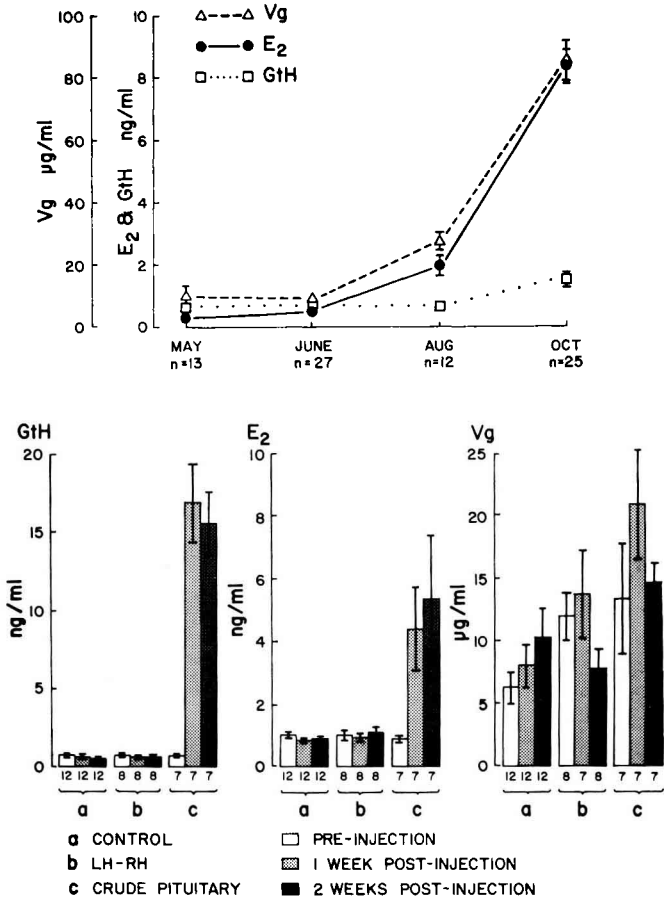 Vg
E2
GtH
Vg µg/ml
100
80
60
40
20
0
E2 & GtH ng/ml
10
8
6
4
2
0
MAY JUNE AUG OCT
n=13 n=27 n=12 n=25
GtH E2 Vg
ng/ml
20
15
10
5
0
12 12 12 8 8 8 7 7 7
a b c
ng/ml
10
8
6
4
2
0
12 12 12 8 8 8 7 7 7
a b c
µg/ml
25
20
15
10
5
0
12 12 12 8 7 8 7 7 7
a b c
a CONTROL
b LH-RH
c CRUDE PITUITARY
PRE-INJECTION
1 WEEK POST-INJECTION
2 WEEKS POST-INJECTION